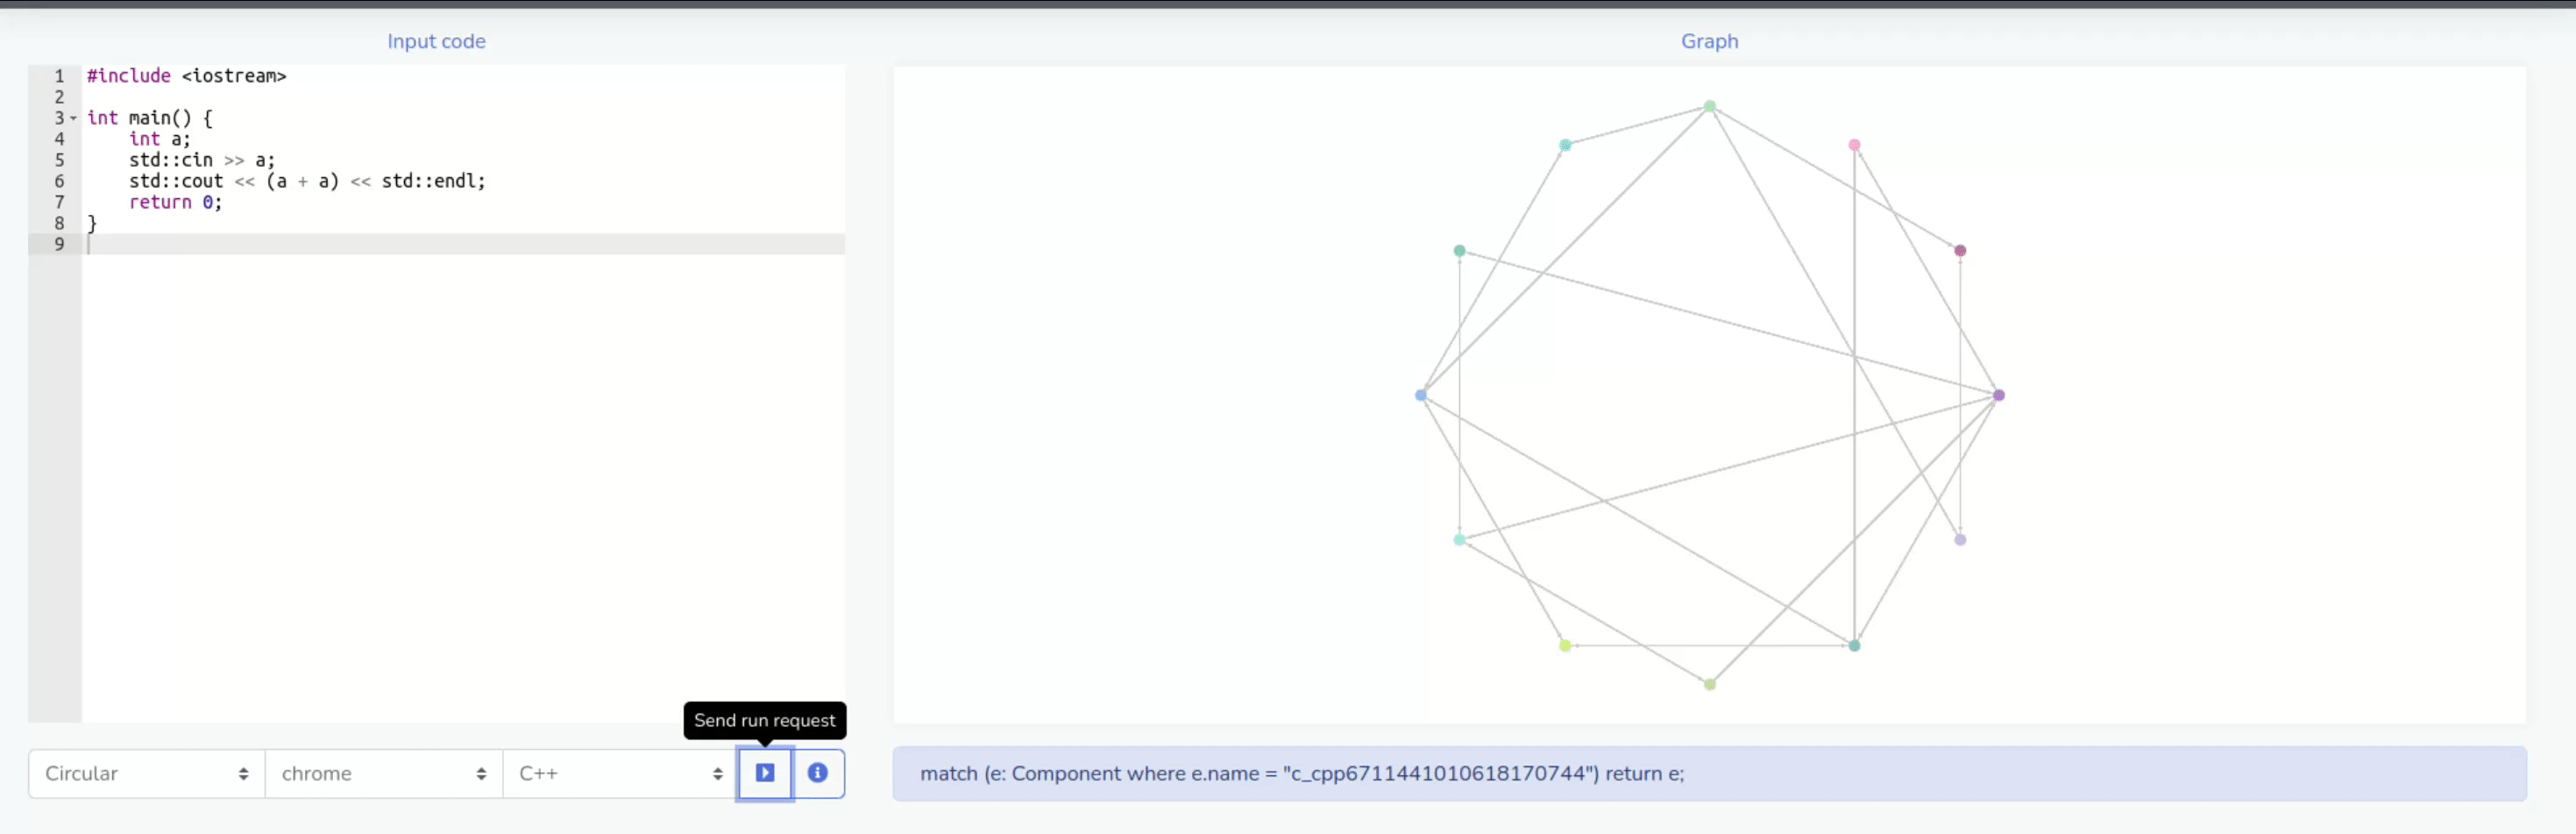 Input code
Graph
1 #include <iostream>
2
3 int main() {
4     int a;
5     std::cin >> a;
6     std::cout << (a + a) << std::endl;
7     return 0;
8 }
9
Send run request
Circular
chrome
C++
match (e: Component where e.name = "c_cpp6711441010618170744") return e;